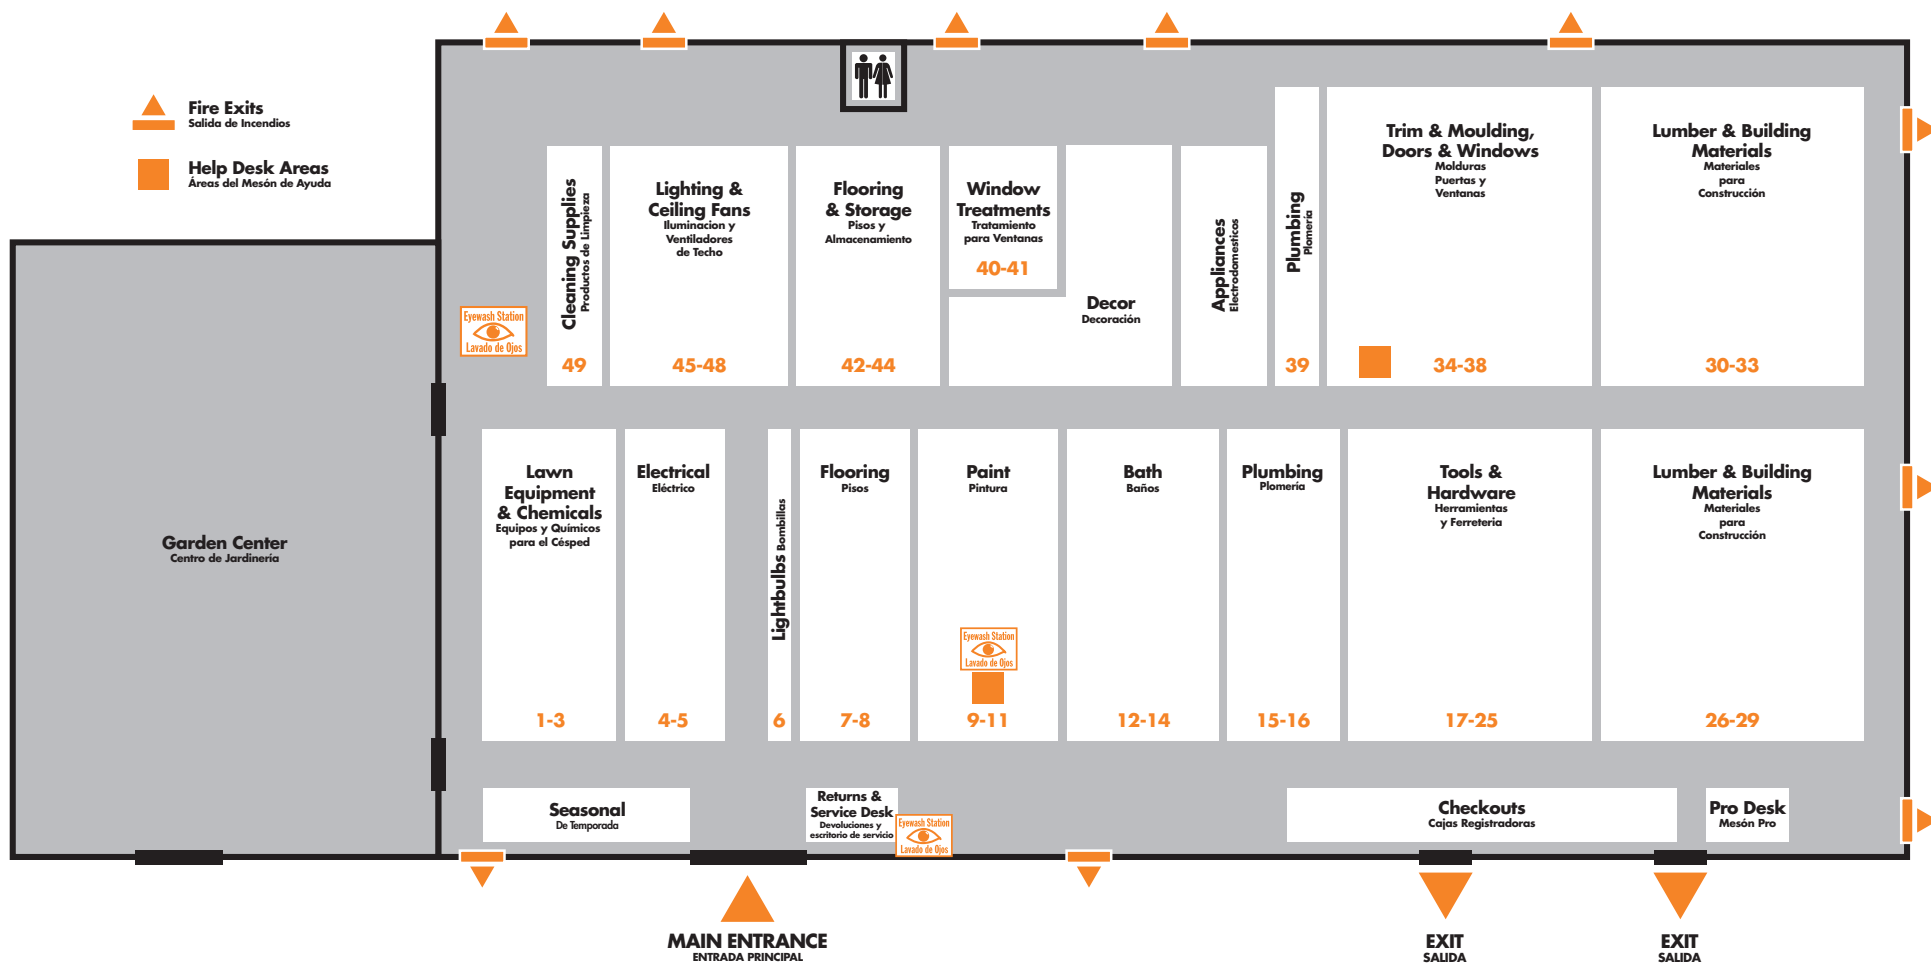 Fire Exits
Salida de Incendios
Help Desk Areas
Áreas del Mesón de Ayuda
Cleaning Supplies
Productos de Limpieza
49
Lighting &
Ceiling Fans
Iluminacion y
Ventiladores
de Techo
45-48
Flooring
& Storage
Pisos y
Almacenamiento
42-44
Window
Treatments
Tratamiento
para Ventanas
40-41
Decor
Decoración
Appliances
Electrodomesticos
Plumbing
Plomería
39
Trim & Moulding,
Doors & Windows
Molduras
Puertas y
Ventanas
34-38
Lumber & Building
Materials
Materiales
para
Construcción
30-33
Eyewash Station
Lavado de Ojos
Garden Center
Centro de Jardinería
Lawn
Equipment
& Chemicals
Equipos y Químicos
para el Césped
1-3
Electrical
Eléctrico
4-5
Lightbulbs Bombillas
6
Flooring
Pisos
7-8
Paint
Pintura
Eyewash Station
Lavado de Ojos
9-11
Bath
Baños
12-14
Plumbing
Plomería
15-16
Tools &
Hardware
Herramientas
y Ferreteria
17-25
Lumber & Building
Materials
Materiales
para
Construcción
26-29
Seasonal
De Temporada
Returns &
Service Desk
Devoluciones y
escritorio de servicio
Eyewash Station
Lavado de Ojos
Checkouts
Cajas Registradoras
Pro Desk
Mesón Pro
MAIN ENTRANCE
ENTRADA PRINCIPAL
EXIT
SALIDA
EXIT
SALIDA